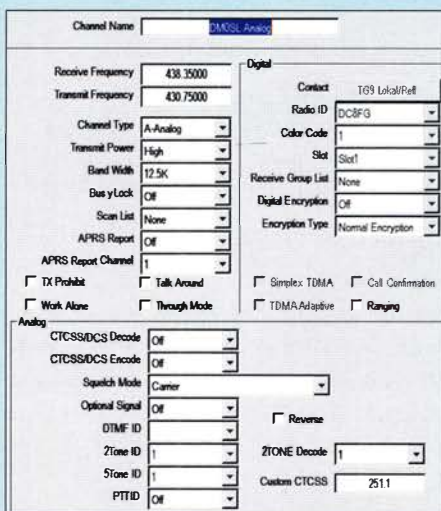 Channel Name DM0SL Analog
Receive Frequency 438.35000
Transmit Frequency 430.75000
Channel Type A-Analog
Transmit Power High
Band Width 12.5K
Busy Lock Off
Scan List None
APRS Report Off
APRS Report Channel 1
TX Prohibit Talk Around
Work Alone Through Mode
Digital
Contact TG9 Lokal/Refl
Radio ID DC8FG
Color Code 1
Slot Slot1
Receive Group List None
Digital Encryption Off
Encryption Type Normal Encryption
Simplex TDMA Call Confirmation
TDMA Adaptive Ranging
Analog
CTCSS/DCS Decode Off
CTCSS/DCS Encode Off
Squelch Mode Carrier
Optional Signal Off
Reverse
DTMF ID
2Tone ID 1
2TONE Decode 1
5Tone ID 1
Custom CTCSS 251.1
PTTID Off